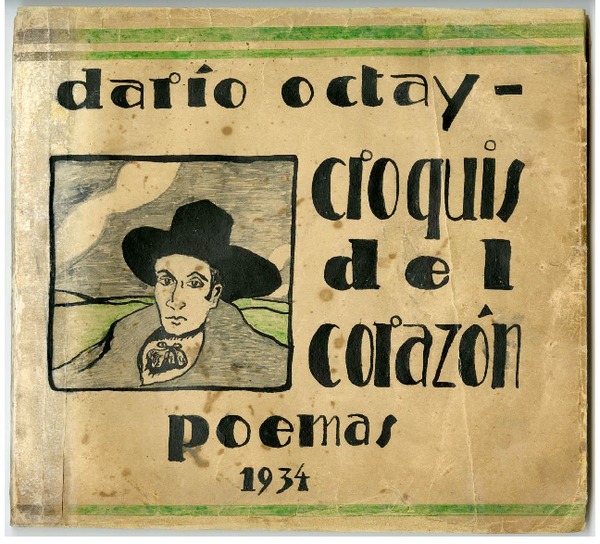 darío octay-
croquis
del
corazón
poemas
1934